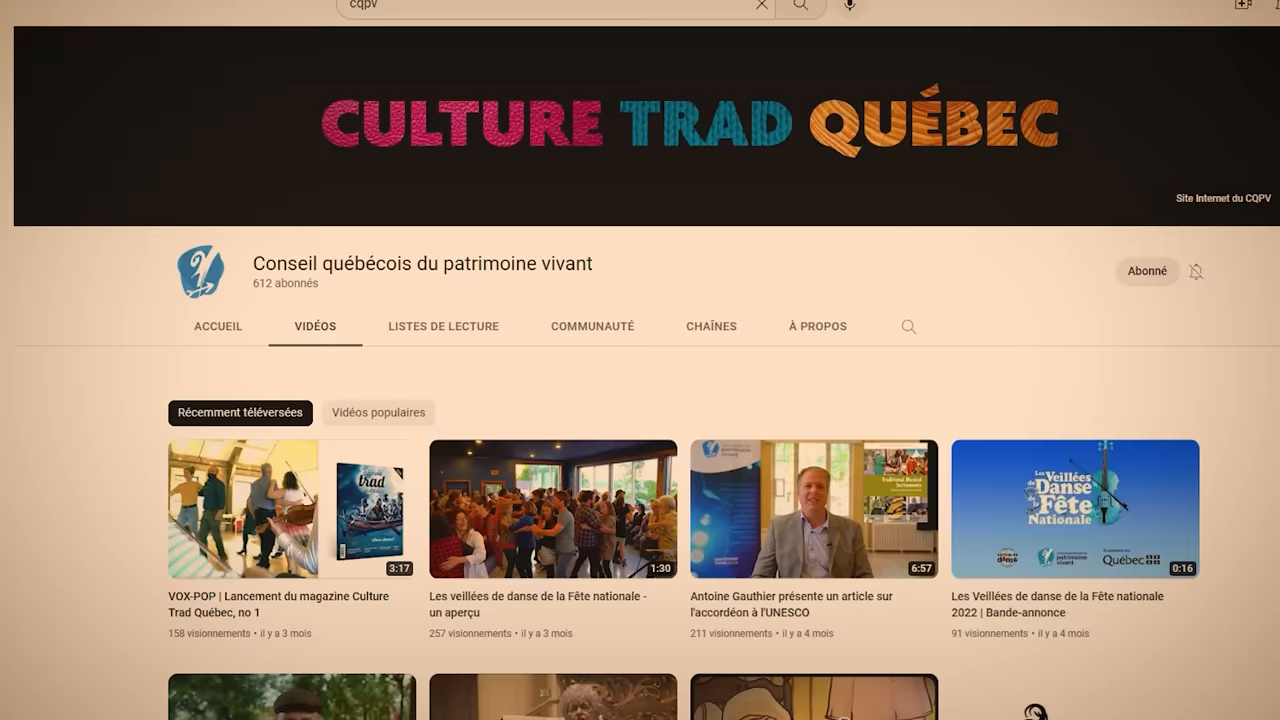 cqpv
CULTURE TRAD QUÉBEC
Site Internet du CQPV
Conseil québécois du patrimoine vivant
612 abonnés
Abonné
ACCUEIL VIDÉOS LISTES DE LECTURE COMMUNAUTÉ CHAÎNES À PROPOS
Récemment téléversées Vidéos populaires
trad
3:17
1:30
Traditional Musical
Instruments
6:57
Les
Veillées
de Danse
de la Fête
Nationale
Québec
0:16
VOX-POP | Lancement du magazine Culture
Trad Québec, no 1
158 visionnements • il y a 3 mois
Les veillées de danse de la Fête nationale -
un aperçu
257 visionnements • il y a 3 mois
Antoine Gauthier présente un article sur
l'accordéon à l'UNESCO
211 visionnements • il y a 4 mois
Les Veillées de danse de la Fête nationale
2022 | Bande-annonce
91 visionnements • il y a 4 mois